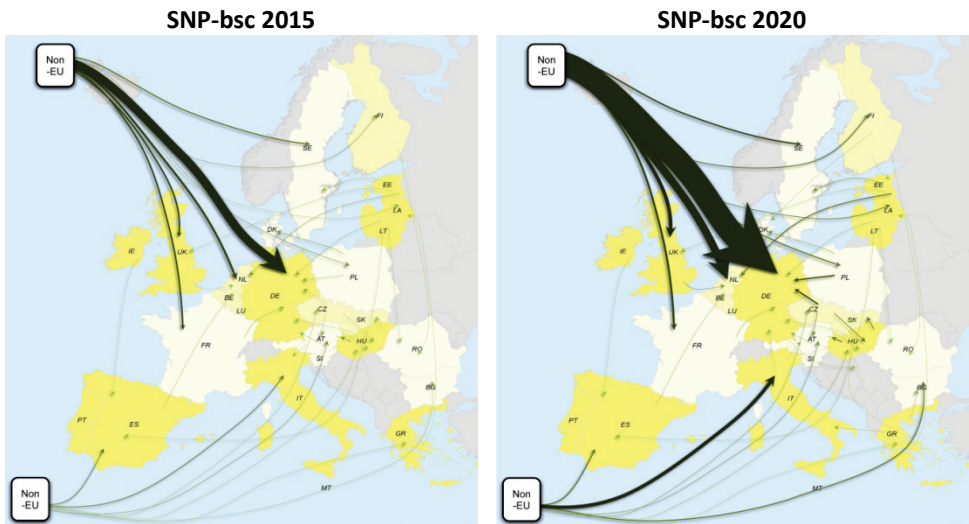 SNP-bsc 2015
Non
-EU
FI
SE
EE
LA
DK
LT
IE
UK
NL
PL
BE
DE
LU
CZ
SK
FR
AT
HU
SI
RO
BG
IT
PT
ES
GR
MT
Non
-EU
SNP-bsc 2020
Non
-EU
FI
SE
EE
LA
DK
LT
IE
UK
NL
PL
BE
DE
LU
CZ
SK
FR
AT
HU
SI
RO
BG
IT
PT
ES
GR
MT
Non
-EU